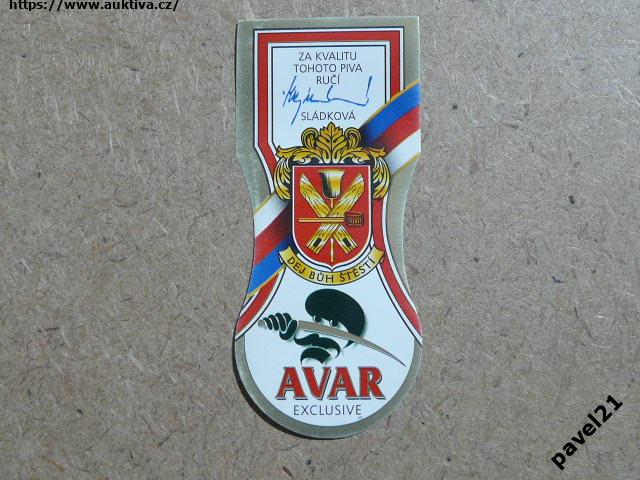 https://www.auktiva.cz/
ZA KVALITU
TOHOTO PIVA
RUČÍ
SLÁDKOVÁ
DEJ BŮH ŠTĚSTÍ
AVAR
EXCLUSIVE
pavel21